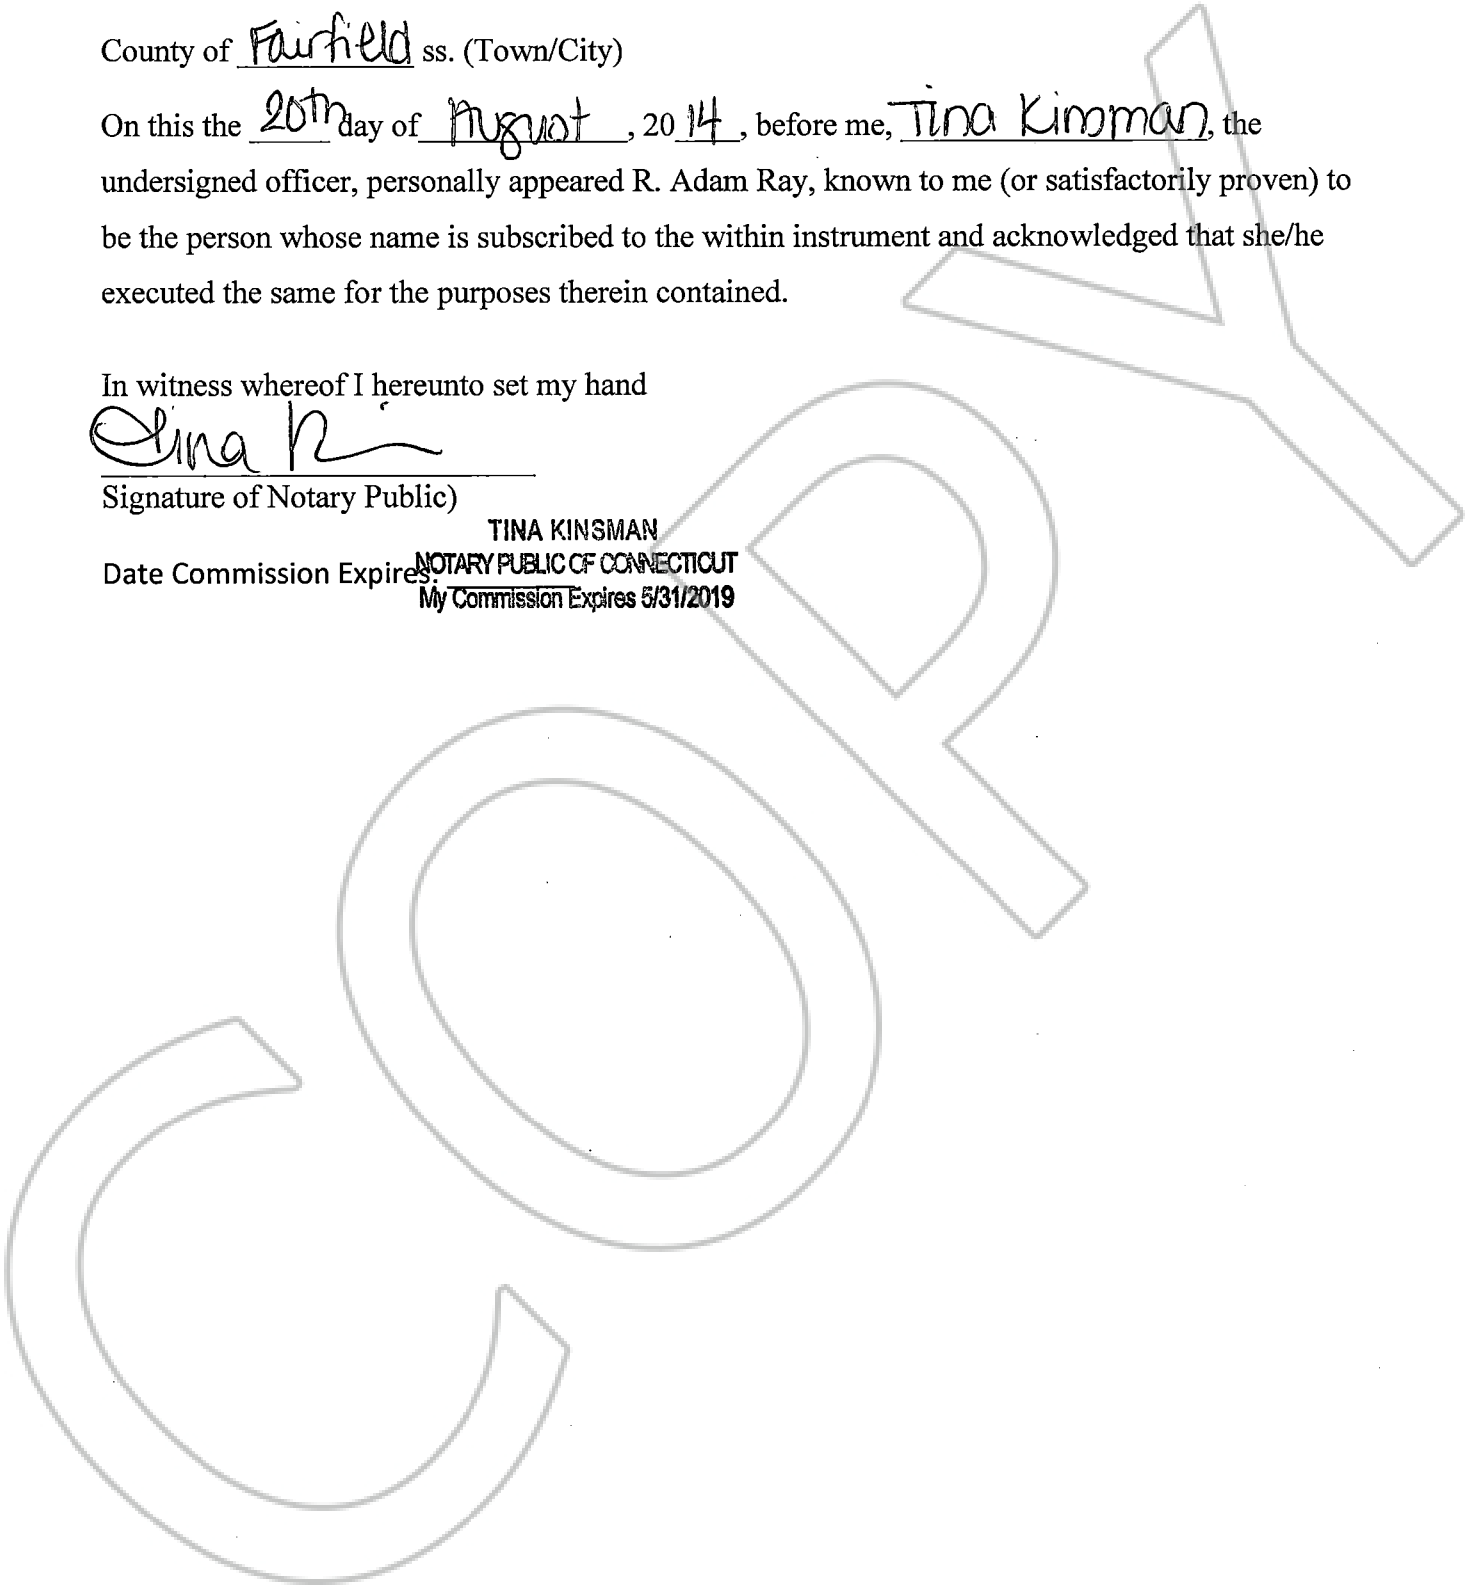 County of Fairfield ss. (Town/City)
On this the 20th day of August, 2014, before me, Tina Kinsman, the
undersigned officer, personally appeared R. Adam Ray, known to me (or satisfactorily proven) to
be the person whose name is subscribed to the within instrument and acknowledged that she/he
executed the same for the purposes therein contained.
In witness whereof I hereunto set my hand
Tina K
Signature of Notary Public)
TINA KINSMAN
Date Commission Expires: NOTARY PUBLIC OF CONNECTICUT
My Commission Expires 5/31/2019
COPY